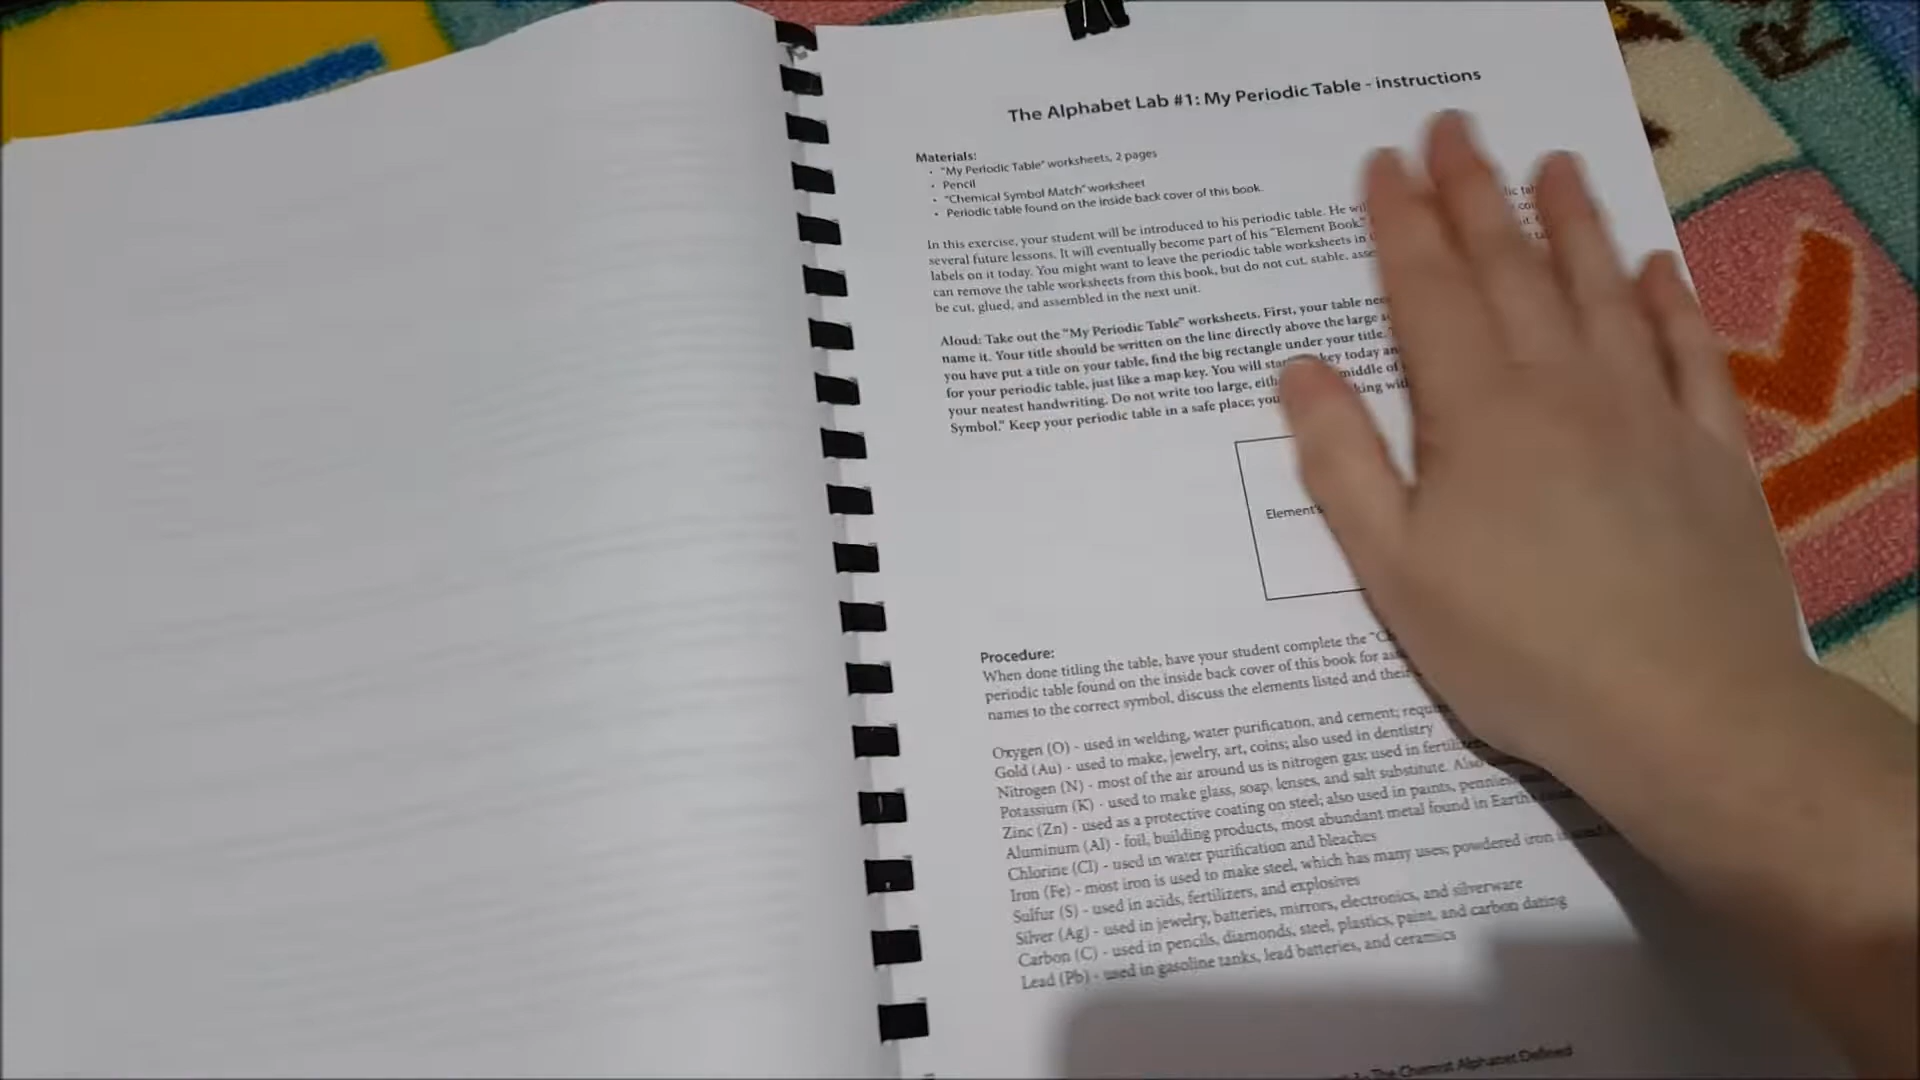 The Alphabet Lab #1: My Periodic Table - instructions
Materials:
• "My Periodic Table" worksheets, 2 pages
• Pencil
• "Chemical Symbol Match" worksheet
• Periodic table found on the inside back cover of this book.
In this exercise, your student will be introduced to his periodic table. He
several future lessons. It will eventually become part of his "Element Book."
labels on it today. You might want to leave the periodic table worksheets in
can remove the table worksheets from this book, but do not cut, stable,
be cut, glued, and assembled in the next unit.
Aloud: Take out the "My Periodic Table" worksheets. First, your table
name it. Your title should be written on the line directly above the large
you have put a title on your table, find the big rectangle under your title.
for your periodic table, just like a map key. You will key today
your neatest handwriting. Do not write too large, middle of
Symbol." Keep your periodic table in a safe place;
Element's
Procedure:
When done titling the table, have your student complete the
periodic table found on the inside back cover of this book for
names to the correct symbol, discuss the elements listed and
Oxygen (O) - used in welding, water purification, and cement;
Gold (Au) - used to make, jewelry, art, coins; also used in dentistry
Nitrogen (N) - most of the air around us is nitrogen gas; used in
Potassium (K) - used to make glass, soap, lenses, and salt substitute. Also
Zinc (Zn) - used as a protective coating on steel; also used in paints,
Aluminum (Al) - foil, building products, most abundant metal found in
Chlorine (Cl) - used in water purification and bleaches
Iron (Fe) - most iron is used to make steel, which has many uses; powdered iron
Sulfur (S) - used in acids, fertilizers, and explosives
Silver (Ag) - used in jewelry, batteries, mirrors, electronics, and silverware
Carbon (C) - used in pencils, diamonds, steel, plastics, paint, and carbon dating
Lead (Pb) - used in gasoline tanks, lead batteries, and ceramics
- The Chemist Alphabet Defined